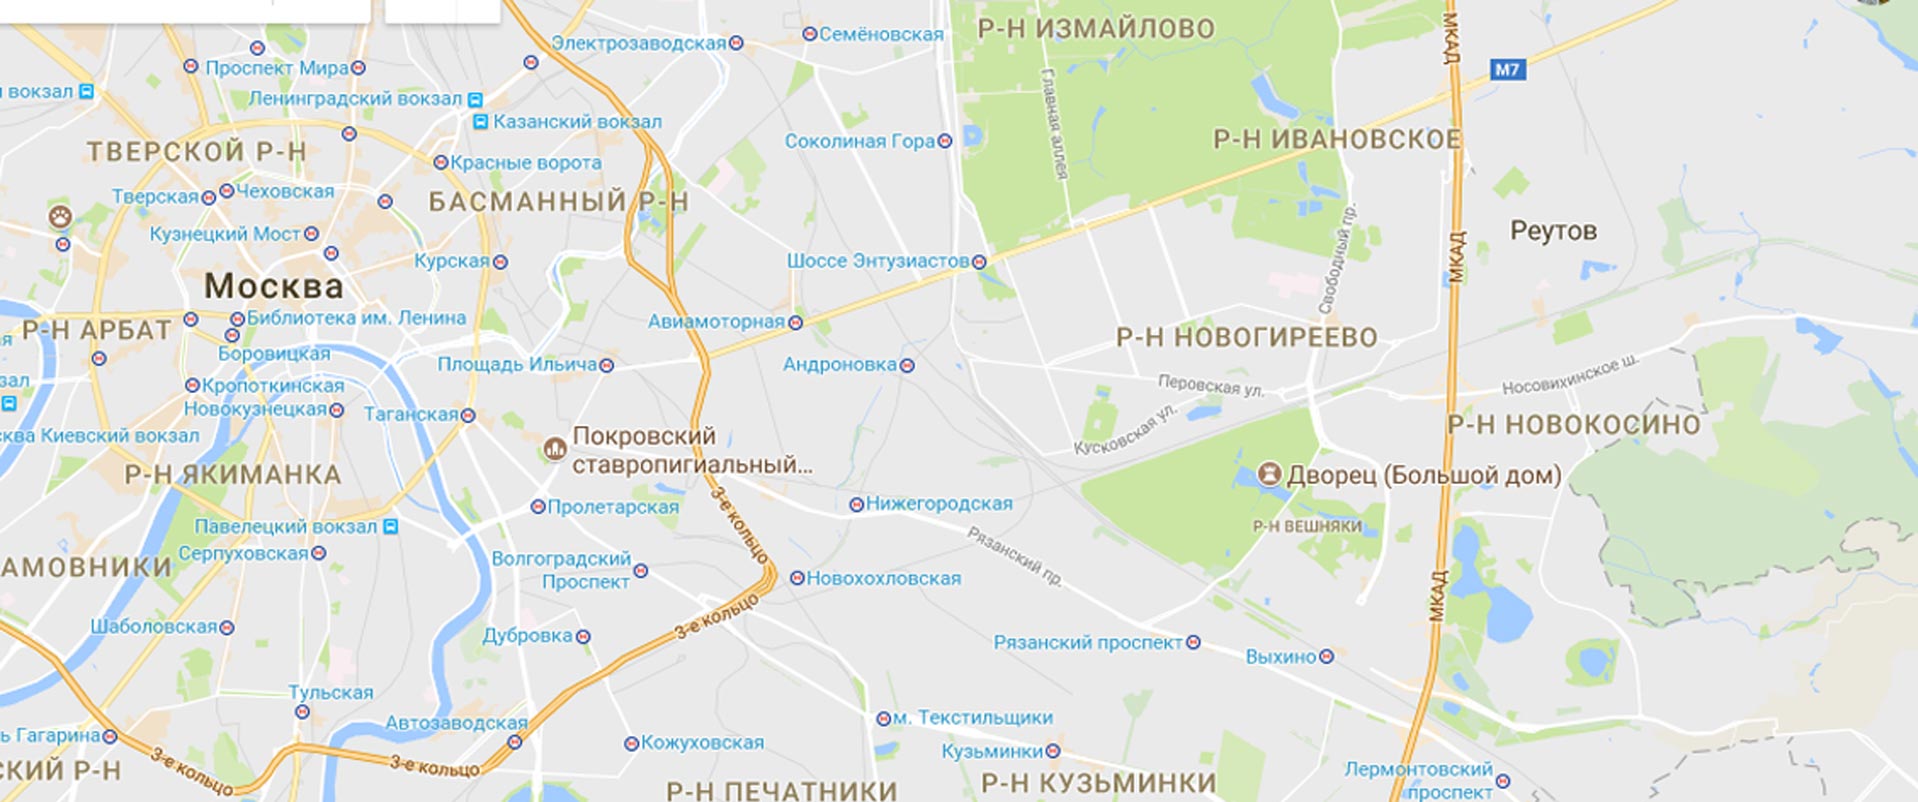 Электрозаводская
Семёновская
Р-Н ИЗМАЙЛОВО
МКАД
Проспект Мира
М7
вокзал
Ленинградский вокзал
Казанский вокзал
Главная аллея
ТВЕРСКОЙ Р-Н
Красные ворота
Соколиная Гора
Р-Н ИВАНОВСКОЕ
Тверская
Чеховская
БАСМАННЫЙ Р-Н
Кузнецкий Мост
Реутов
Курская
Шоссе Энтузиастов
Свободный пр.
МКАД
Москва
Р-Н АРБАТ
Библиотека им. Ленина
Авиамоторная
Р-Н НОВОГИРЕЕВО
Боровицкая
Площадь Ильича
Андроновка
Кропоткинская
Перовская ул.
Носовихинское ш.
Новокузнецкая
Таганская
Кусковская ул.
Р-Н НОВОКОСИНО
Киевский вокзал
Покровский
ставропигиальный...
Р-Н ЯКИМАНКА
Дворец (Большой дом)
Пролетарская
3-е кольцо
Нижегородская
Павелецкий вокзал
Р-Н ВЕШНЯКИ
Серпуховская
Рязанский пр.
АМОВНИКИ
Волгоградский
Проспект
Новохохловская
МКАД
Шаболовская
Дубровка
3-е кольцо
Рязанский проспект
Выхино
Тульская
Автозаводская
м. Текстильщики
ь Гагарина
Кожуховская
Кузьминки
3-е кольцо
3-е кольцо
СКИЙ Р-Н
Р-Н ПЕЧАТНИКИ
Р-Н КУЗЬМИНКИ
Лермонтовский
проспект